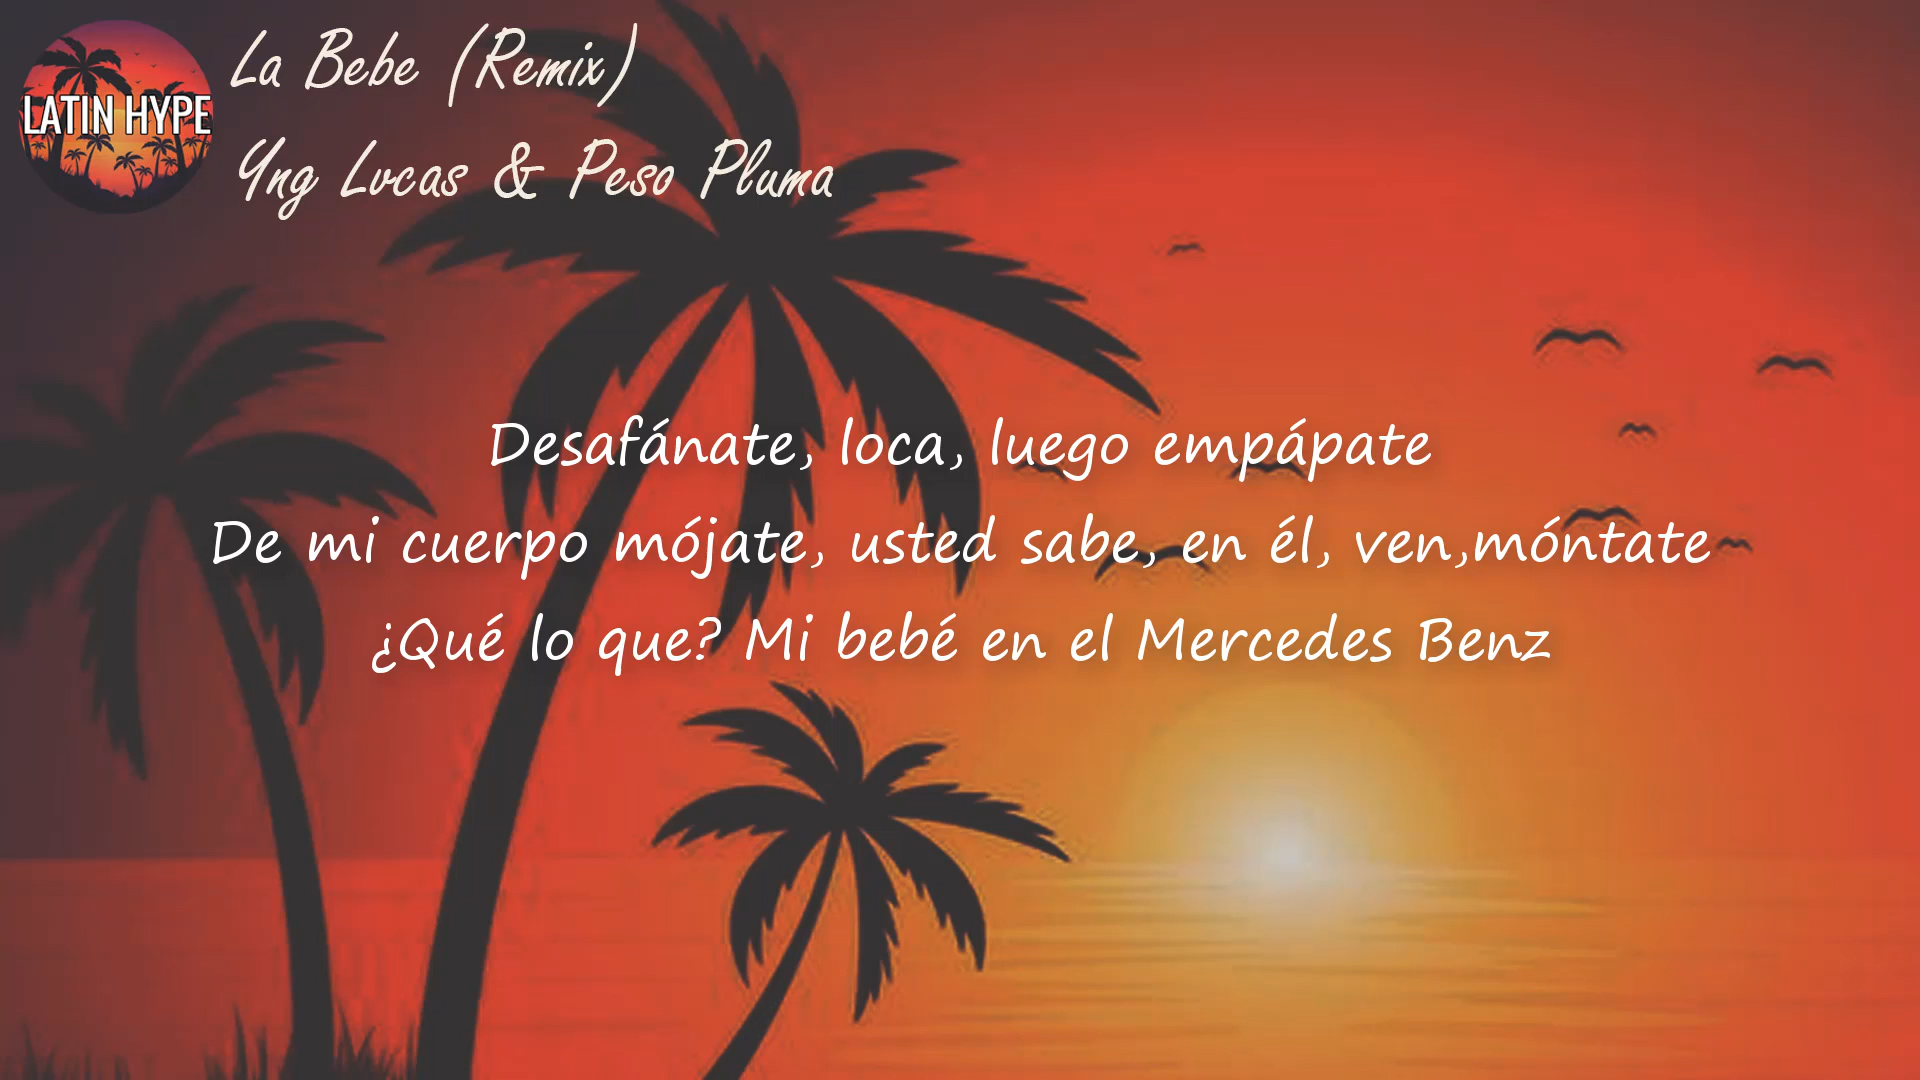 LATIN HYPE
La Bebe (Remix)
Yng Lvcas & Peso Pluma
Desafánate, loca, luego empápate
De mi cuerpo mójate, usted sabe, en él, ven,móntate
¿Qué lo que? Mi bebé en el Mercedes Benz